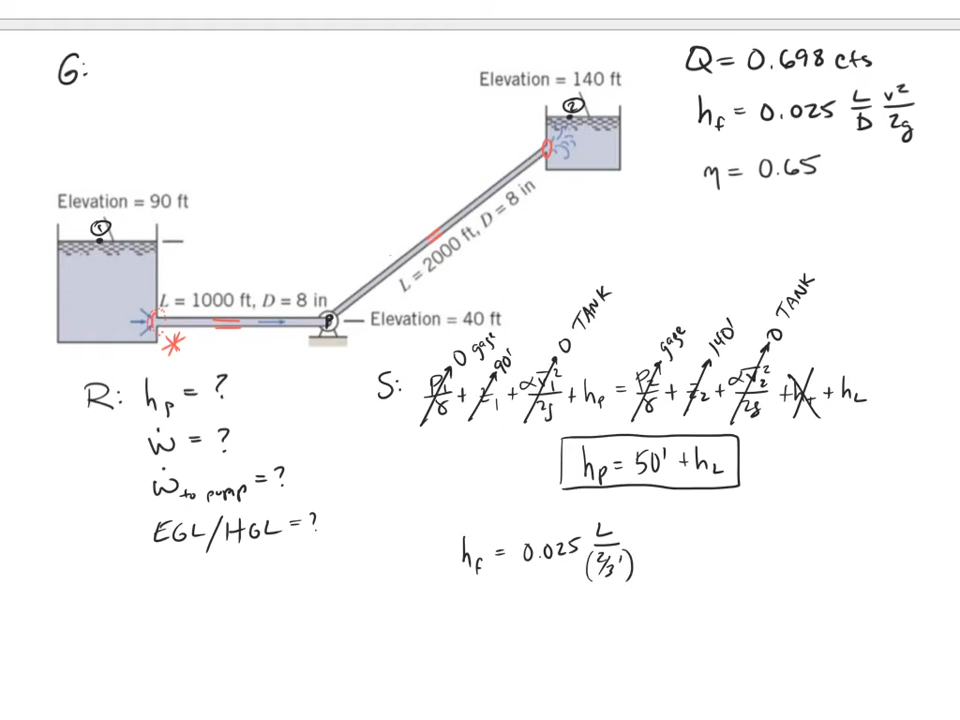 G:
Elevation = 140 ft
②
Q = 0.698 cfs
h_f = 0.025 L/D V²/2g
η = 0.65
Elevation = 90 ft
①
L = 2000 ft, D = 8 in
L = 1000 ft, D = 8 in
P
Elevation = 40 ft
R: h_p = ?
ẇ = ?
ẇ_to pump = ?
EGL/HGL = ?
0 gage 90' 0 TANK gage 140' 0 TANK
S: P₁/γ + z₁ + αV₁²/2g + h_p = P₂/γ + z₂ + αV₂²/2g + h_t + h_L
h_p = 50' + h_L
h_f = 0.025 L/(2/3')